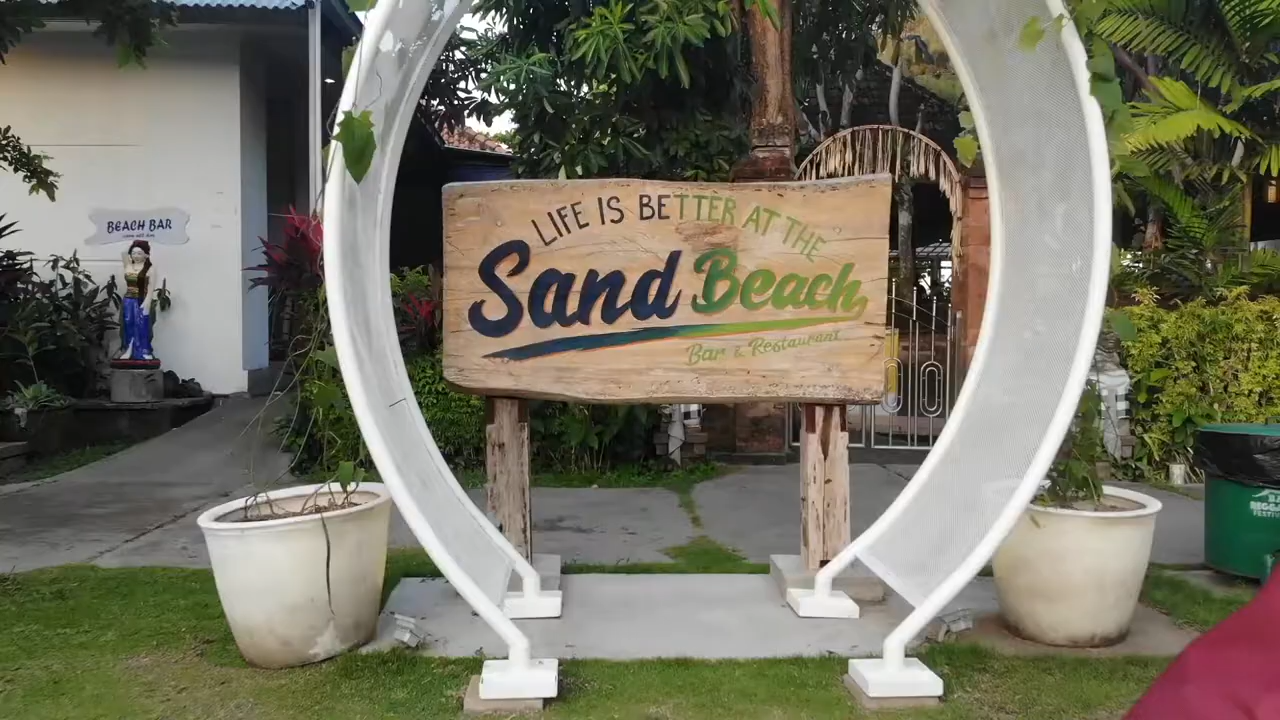 LIFE IS BETTER AT THE
Sand Beach
Bar & Restaurant
BEACH BAR